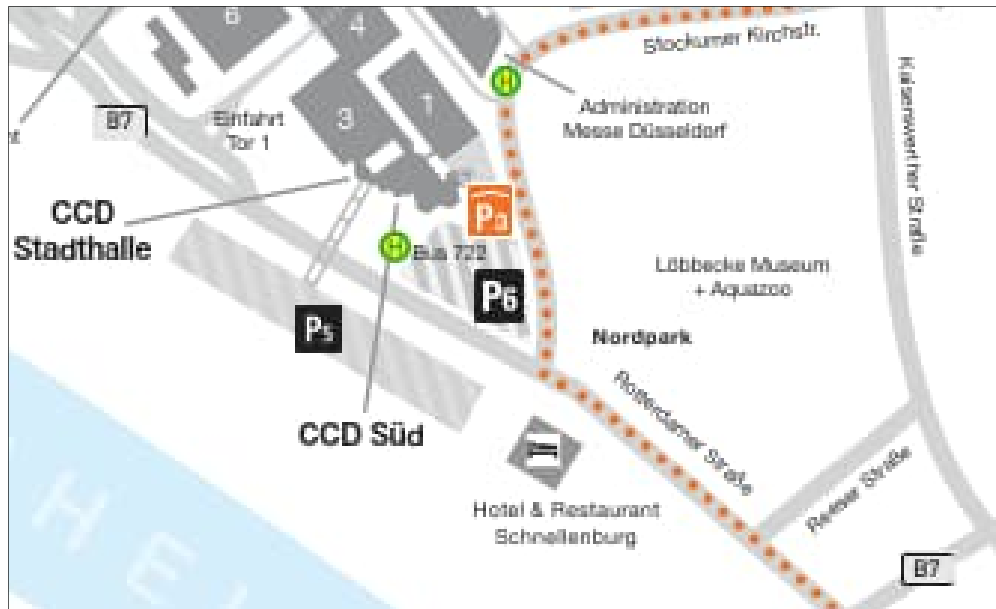 6
4
Stockumer Kirchstr.
Kaiserswerther Straße
H
B7
Einfahrt
Tor 1
3
1
Administration
Messe Düsseldorf
CCD
Stadthalle
H
Bus 722
P3
P6
Löbbecke Museum
+ Aquazoo
P5
Nordpark
CCD Süd
Rotterdamer Straße
Hotel & Restaurant
Schnellenburg
Reeser Straße
B7
H E